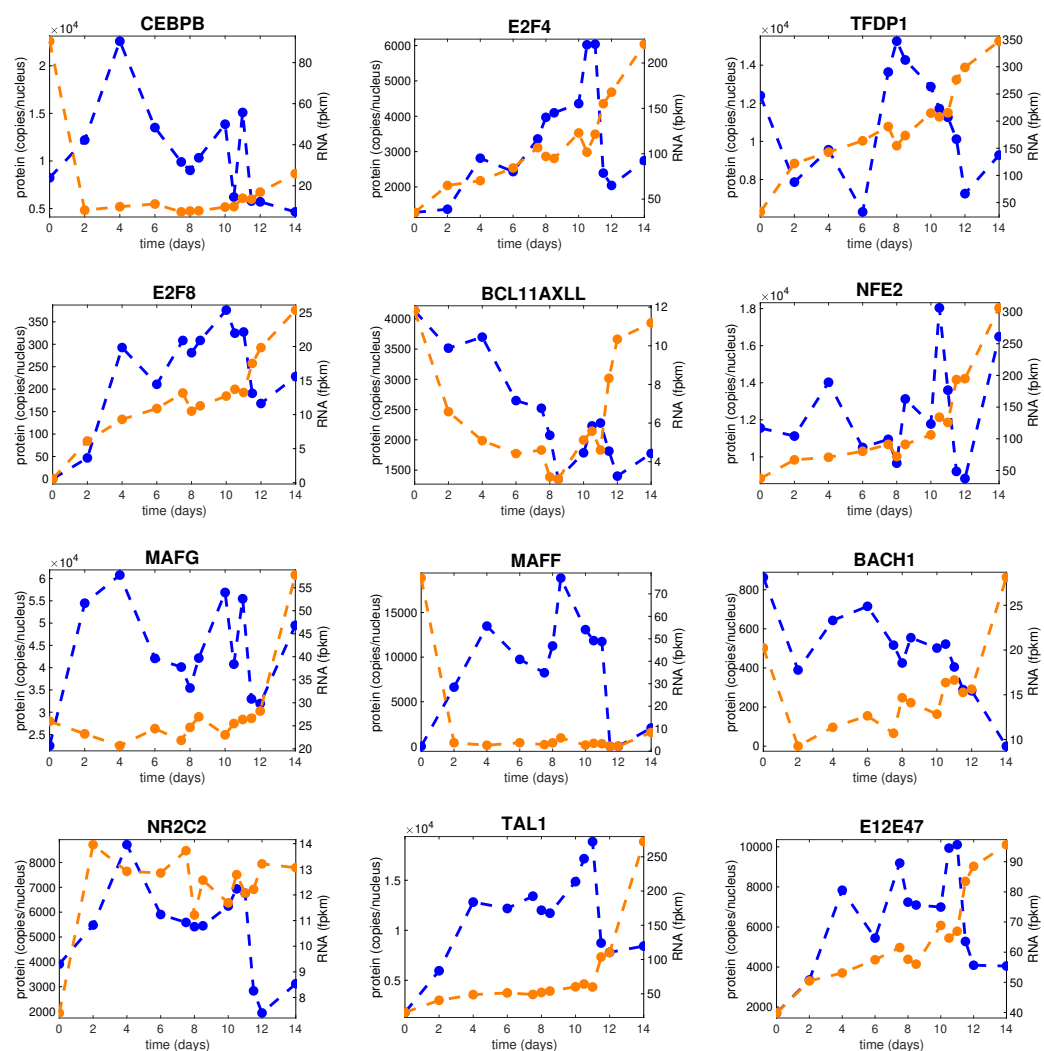 CEBPB
×10⁴
protein (copies/nucleus)
2
1.5
1
0.5
80
60
40
20
RNA (fpkm)
0 2 4 6 8 10 12 14
time (days)
E2F4
protein (copies/nucleus)
6000
5000
4000
3000
2000
200
150
100
50
RNA (fpkm)
0 2 4 6 8 10 12 14
time (days)
TFDP1
×10⁴
protein (copies/nucleus)
1.4
1.2
1
0.8
350
300
250
200
150
100
50
RNA (fpkm)
0 2 4 6 8 10 12 14
time (days)
E2F8
protein (copies/nucleus)
350
300
250
200
150
100
50
0
25
20
15
10
5
0
RNA (fpkm)
0 2 4 6 8 10 12 14
time (days)
BCL11AXLL
protein (copies/nucleus)
4000
3500
3000
2500
2000
1500
12
10
8
6
4
RNA (fpkm)
0 2 4 6 8 10 12 14
time (days)
NFE2
×10⁴
protein (copies/nucleus)
1.8
1.6
1.4
1.2
1
300
250
200
150
100
50
RNA (fpkm)
0 2 4 6 8 10 12 14
time (days)
MAFG
×10⁴
protein (copies/nucleus)
6
5.5
5
4.5
4
3.5
3
2.5
55
50
45
40
35
30
25
20
RNA (fpkm)
0 2 4 6 8 10 12 14
time (days)
MAFF
protein (copies/nucleus)
15000
10000
5000
0
70
60
50
40
30
20
10
0
RNA (fpkm)
0 2 4 6 8 10 12 14
time (days)
BACH1
protein (copies/nucleus)
800
600
400
200
0
25
20
15
10
RNA (fpkm)
0 2 4 6 8 10 12 14
time (days)
NR2C2
protein (copies/nucleus)
8000
7000
6000
5000
4000
3000
2000
14
13
12
11
10
9
8
RNA (fpkm)
0 2 4 6 8 10 12 14
time (days)
TAL1
×10⁴
protein (copies/nucleus)
1.5
1
0.5
250
200
150
100
50
RNA (fpkm)
0 2 4 6 8 10 12 14
time (days)
E12E47
protein (copies/nucleus)
10000
8000
6000
4000
2000
90
80
70
60
50
40
RNA (fpkm)
0 2 4 6 8 10 12 14
time (days)